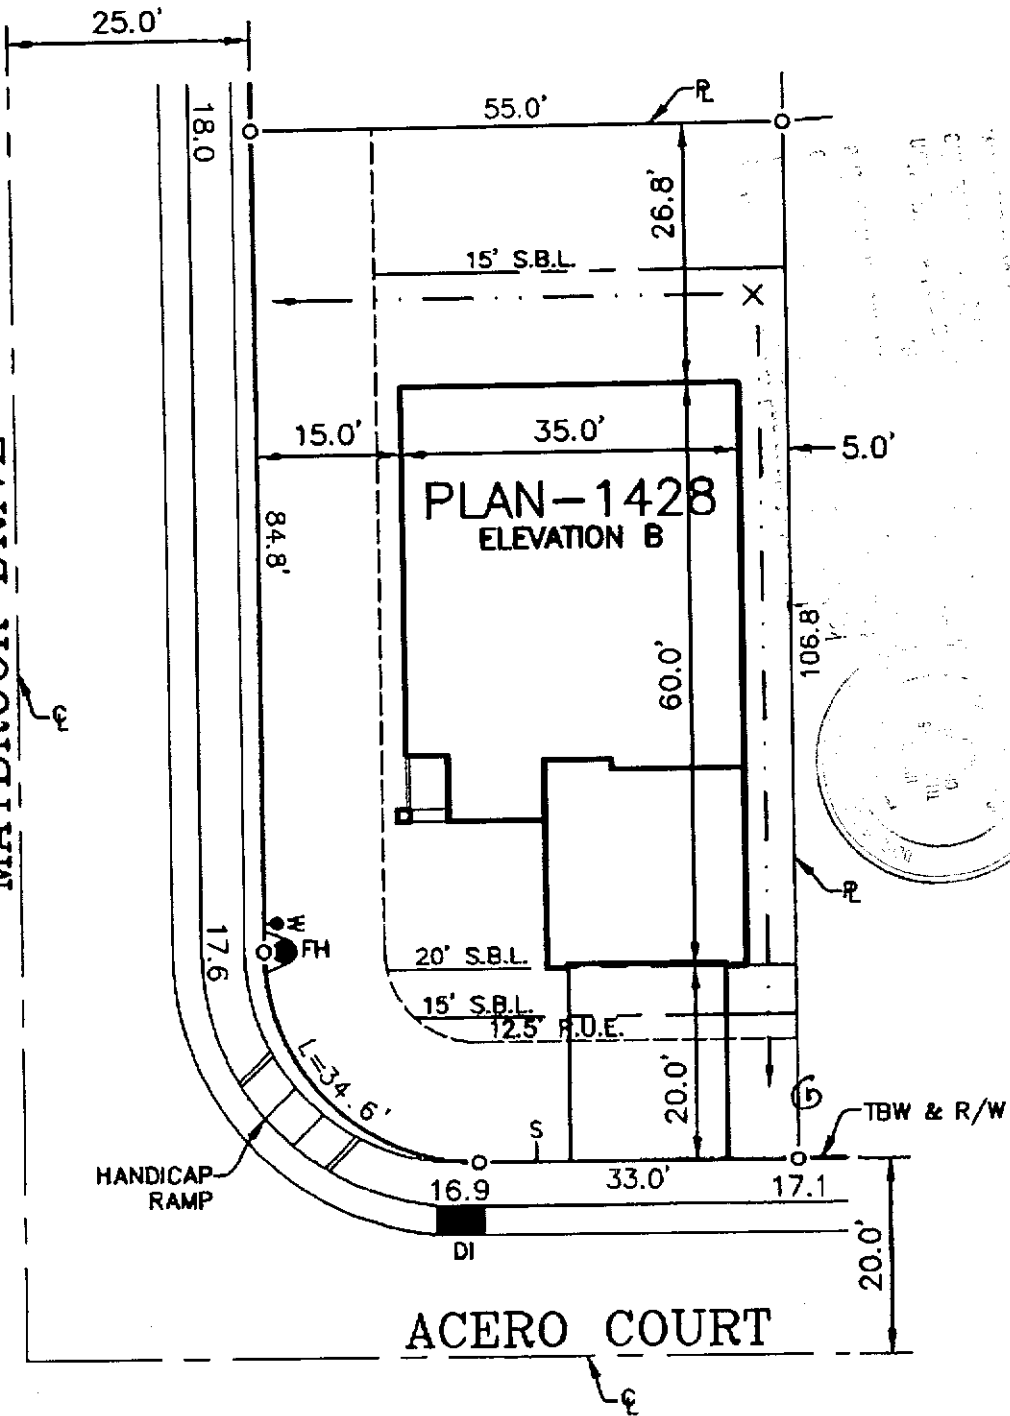 25.0'
55.0'
PL
18.0
26.8'
15' S.B.L.
15.0'
35.0'
5.0'
PLAN-1428
ELEVATION B
84.8'
106.8'
60.0'
CL
PL
W
FH
17.6
20' S.B.L.
15' S.B.L.
12.5' P.U.E.
L=34.6'
20.0'
TBW & R/W
S
HANDICAP
RAMP
16.9
33.0'
17.1
DI
20.0'
ACERO COURT
CL